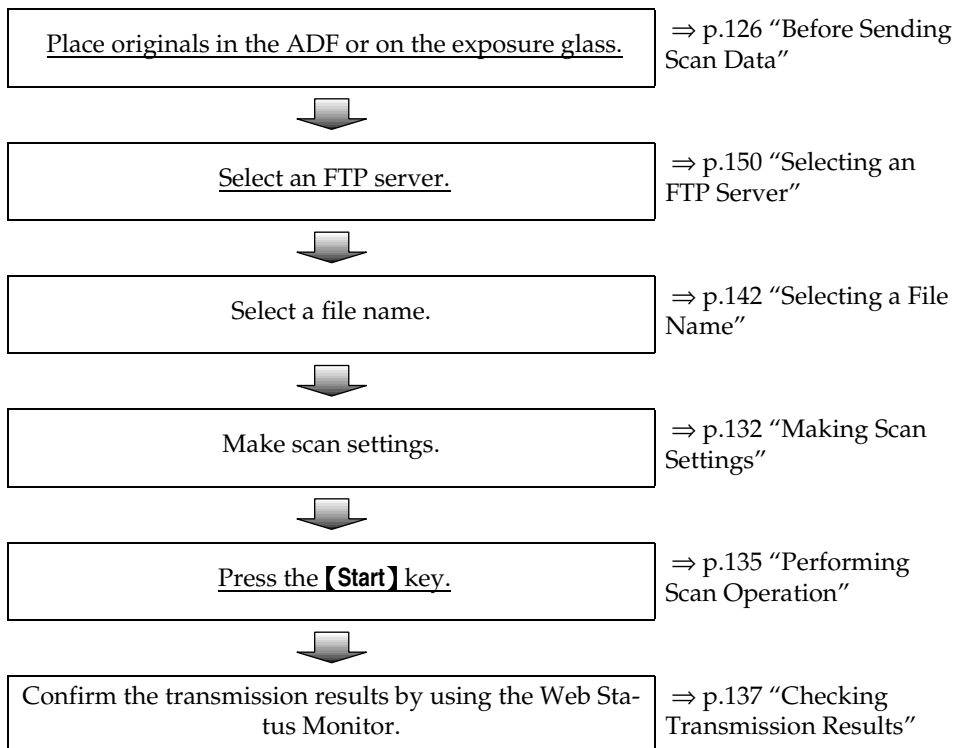 Place originals in the ADF or on the exposure glass.
⇒ p.126 “Before Sending
Scan Data”
Select an FTP server.
⇒ p.150 “Selecting an
FTP Server”
Select a file name.
⇒ p.142 “Selecting a File
Name”
Make scan settings.
⇒ p.132 “Making Scan
Settings”
Press the 【Start】 key.
⇒ p.135 “Performing
Scan Operation”
Confirm the transmission results by using the Web Sta-
tus Monitor.
⇒ p.137 “Checking
Transmission Results”